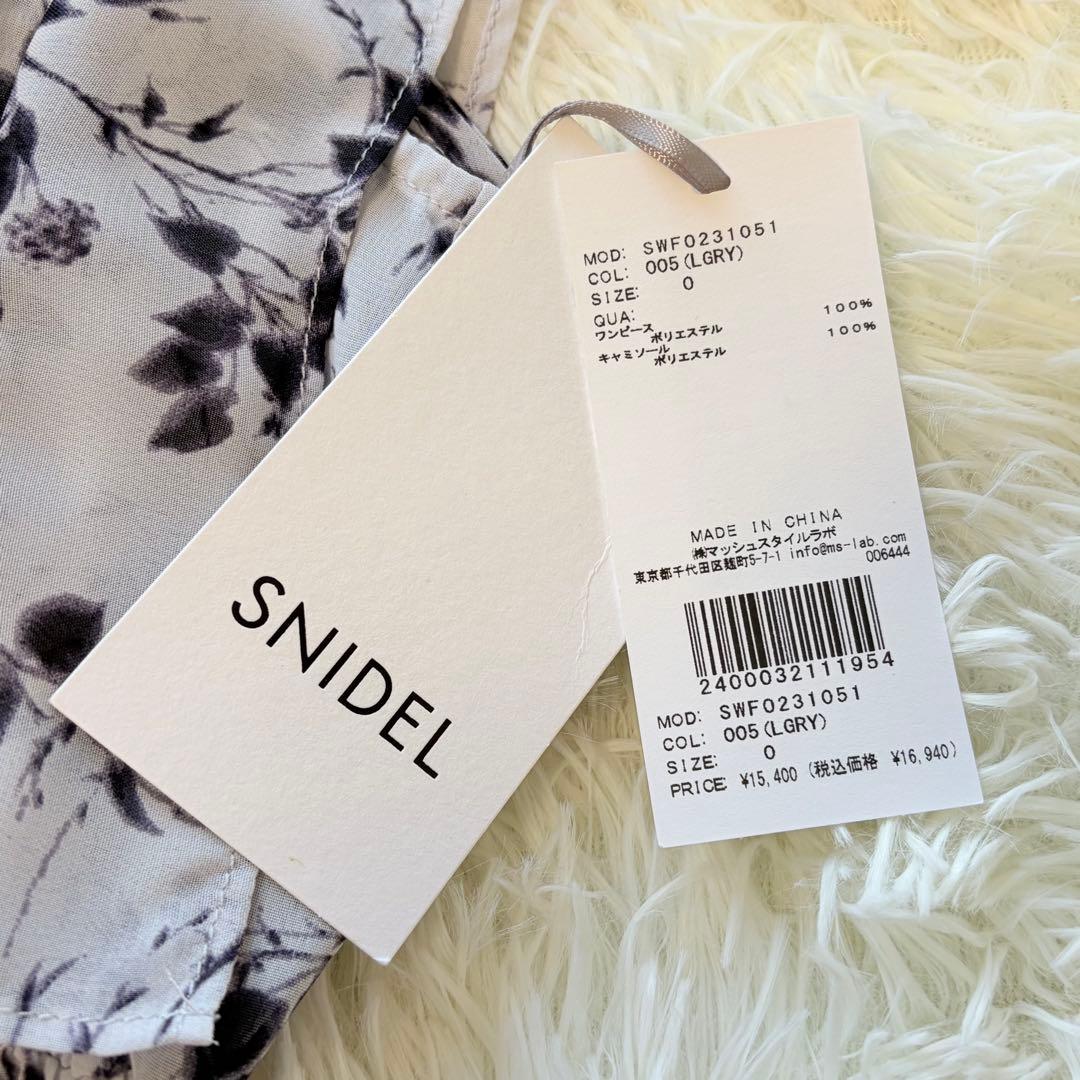 SNIDEL
MOD: SWFO231051
COL: 005(LGRY)
SIZE: 0
QUA:
ワンピース
ポリエステル 100%
キャミソール
ポリエステル 100%
MADE IN CHINA
㈱マッシュスタイルラボ
東京都千代田区麹町5-7-1 info@ms-lab.com
006444
2400032111954
MOD: SWFO231051
COL: 005(LGRY)
SIZE: 0
PRICE: ¥15,400 (税込価格 ¥16,940)